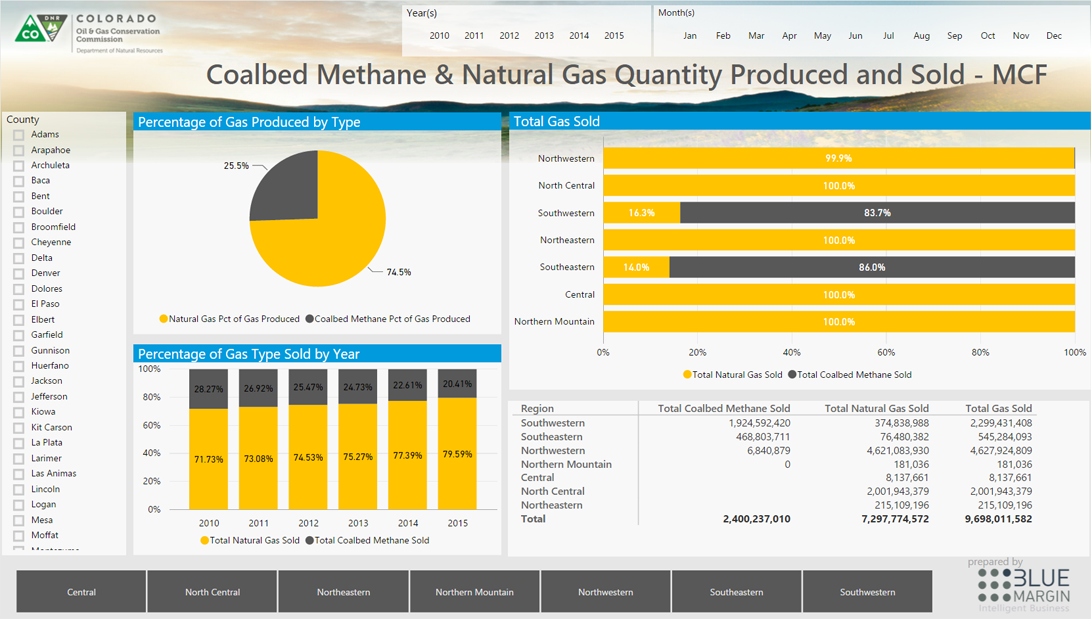 DNR
CO
COLORADO
Oil & Gas Conservation
Commission
Department of Natural Resources
Year(s)
2010 2011 2012 2013 2014 2015
Month(s)
Jan Feb Mar Apr May Jun Jul Aug Sep Oct Nov Dec
Coalbed Methane & Natural Gas Quantity Produced and Sold - MCF
County
Adams
Arapahoe
Archuleta
Baca
Bent
Boulder
Broomfield
Cheyenne
Delta
Denver
Dolores
El Paso
Elbert
Garfield
Gunnison
Huerfano
Jackson
Jefferson
Kiowa
Kit Carson
La Plata
Larimer
Las Animas
Lincoln
Logan
Mesa
Moffat
Percentage of Gas Produced by Type
25.5%
74.5%
Natural Gas Pct of Gas Produced Coalbed Methane Pct of Gas Produced
Percentage of Gas Type Sold by Year
100%
80%
60%
40%
20%
0%
28.27% 26.92% 25.47% 24.73% 22.61% 20.41%
71.73% 73.08% 74.53% 75.27% 77.39% 79.59%
2010 2011 2012 2013 2014 2015
Total Natural Gas Sold Total Coalbed Methane Sold
Total Gas Sold
Northwestern 99.9%
North Central 100.0%
Southwestern 16.3% 83.7%
Northeastern 100.0%
Southeastern 14.0% 86.0%
Central 100.0%
Northern Mountain 100.0%
0% 20% 40% 60% 80% 100%
Total Natural Gas Sold Total Coalbed Methane Sold
Region Total Coalbed Methane Sold Total Natural Gas Sold Total Gas Sold
Southwestern 1,924,592,420 374,838,988 2,299,431,408
Southeastern 468,803,711 76,480,382 545,284,093
Northwestern 6,840,879 4,621,083,930 4,627,924,809
Northern Mountain 0 181,036 181,036
Central 8,137,661 8,137,661
North Central 2,001,943,379 2,001,943,379
Northeastern 215,109,196 215,109,196
Total 2,400,237,010 7,297,774,572 9,698,011,582
Central North Central Northeastern Northern Mountain Northwestern Southeastern Southwestern
prepared by
BLUE
MARGIN
Intelligent Business